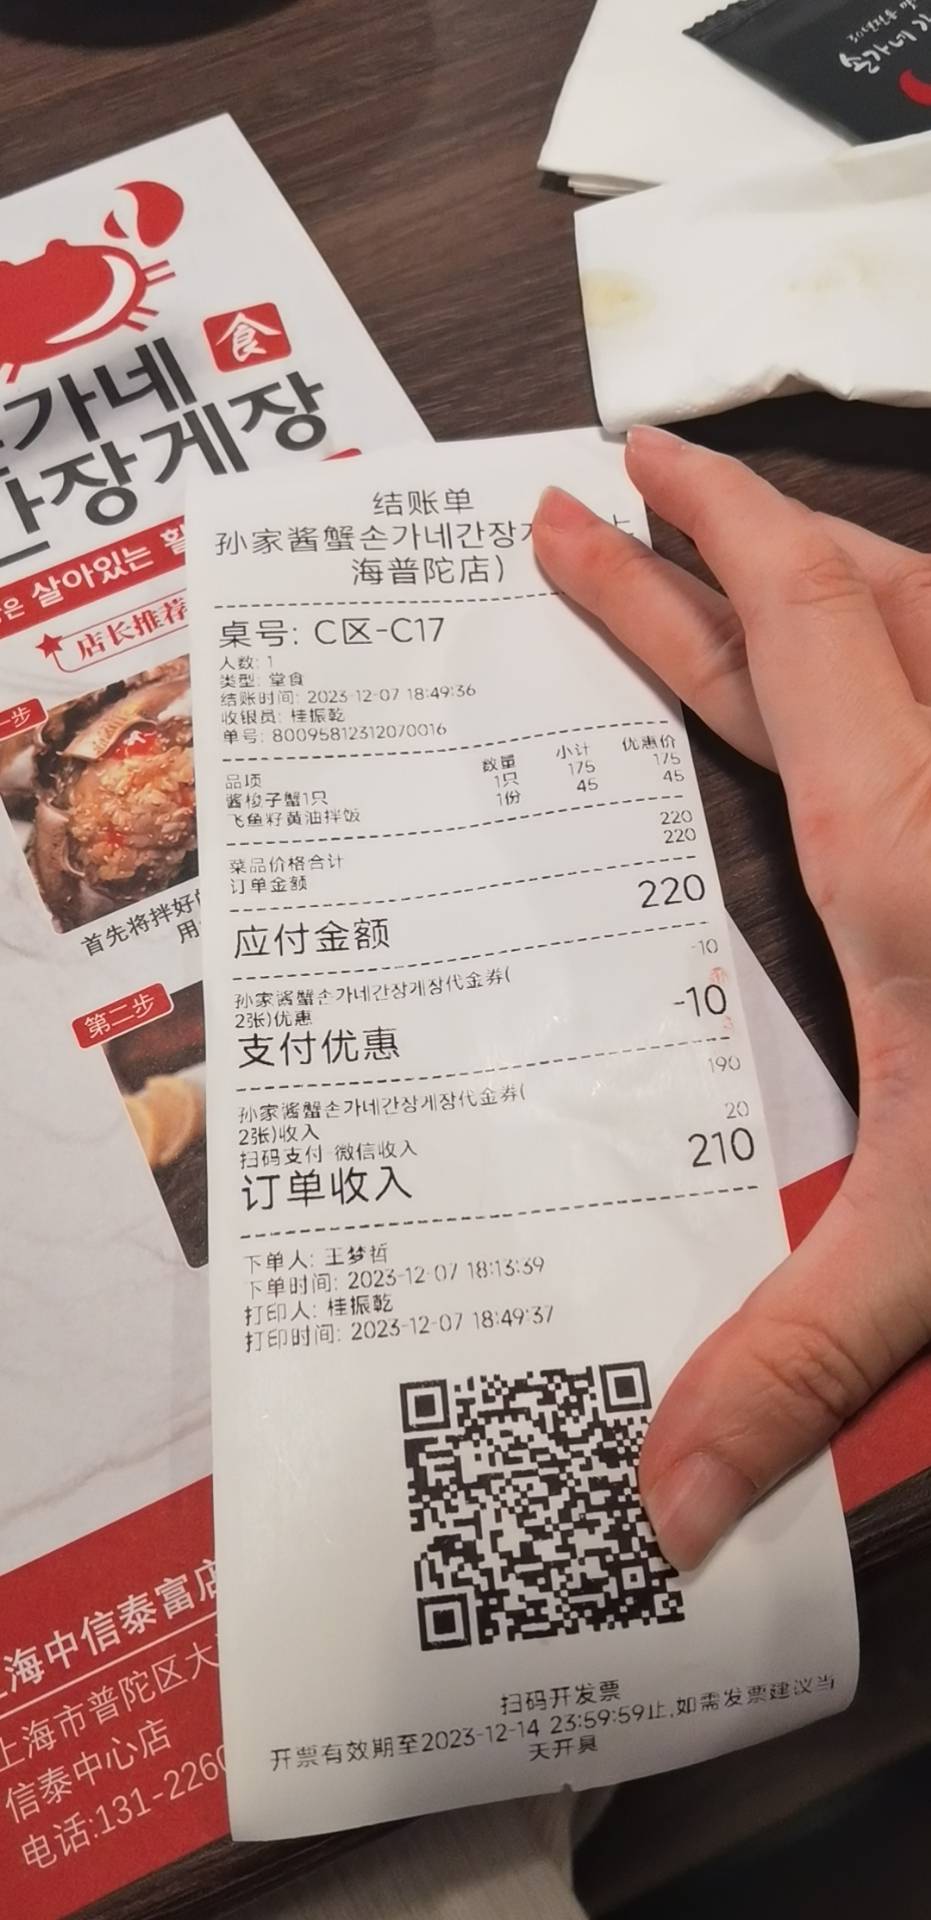 손가네
食
가네
간장게장
은 살아있는
店长推荐
一步
首先将拌好
用
第二步
上海中信泰富店
上海市普陀区大
信泰中心店
电话:131-2260
结账单
孙家酱蟹손가네간장
海普陀店)
桌号: C区-C17
人数: 1
类型: 堂食
结账时间: 2023-12-07 18:49:36
收银员: 桂振乾
单号: 80095812312070016
品项 数量 小计 优惠价
酱梭子蟹1只 1只 175 175
飞鱼籽黄油拌饭 1份 45 45
菜品价格合计 220
订单金额 220
应付金额 220
孙家酱蟹손가네간장게장代金券( -10
2张)优惠
支付优惠 -10
孙家酱蟹손가네간장게장代金券( 190
2张)收入
扫码支付-微信收入 20
订单收入 210
下单人: 王梦哲
下单时间: 2023-12-07 18:13:39
打印人: 桂振乾
打印时间: 2023-12-07 18:49:37
扫码开发票
开票有效期至2023-12-14 23:59:59止,如需发票建议当
天开具